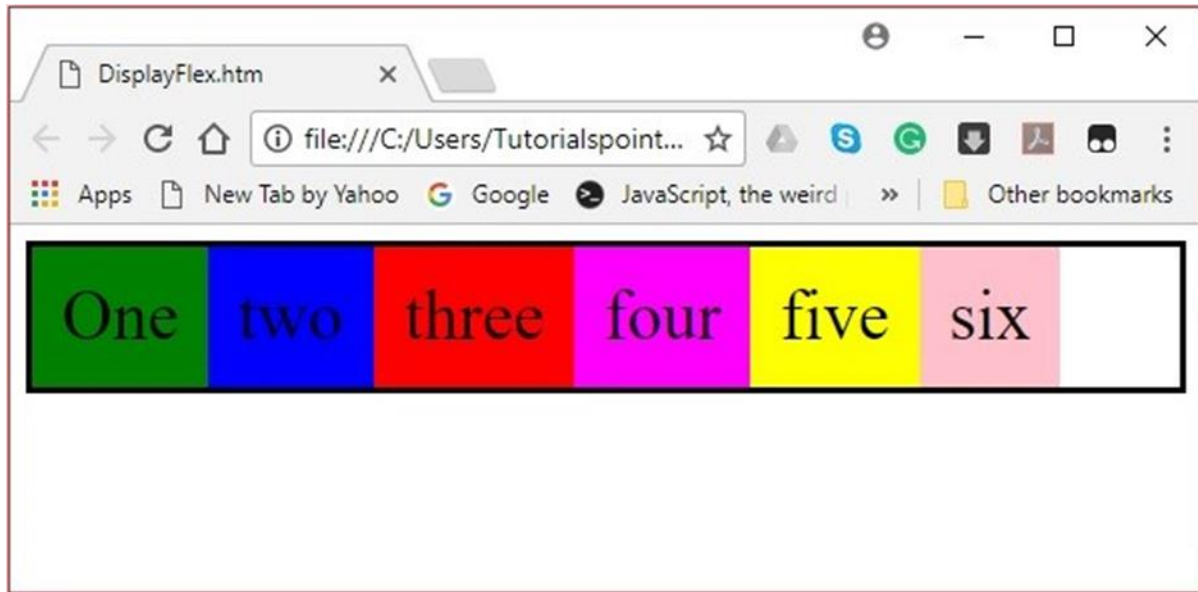 DisplayFlex.htm
file:///C:/Users/Tutorialspoint...
Apps New Tab by Yahoo Google JavaScript, the weird » Other bookmarks
One two three four five six